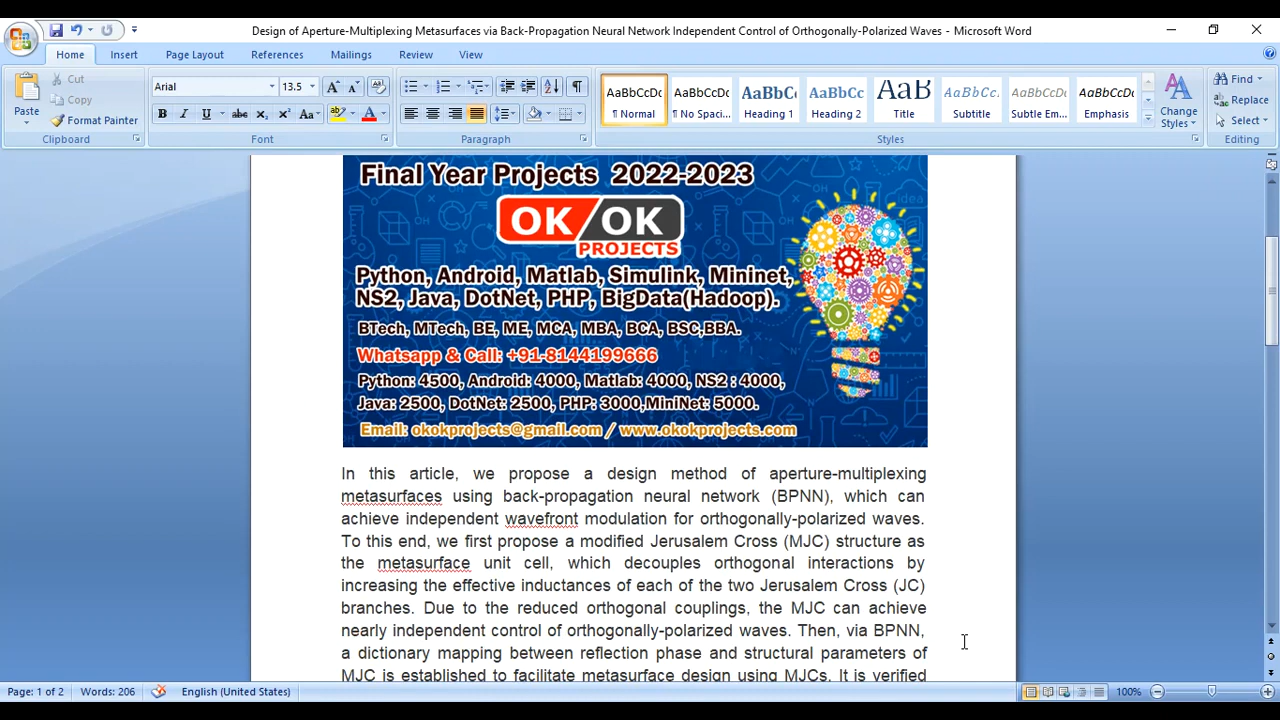 Design of Aperture-Multiplexing Metasurfaces via Back-Propagation Neural Network Independent Control of Orthogonally-Polarized Waves - Microsoft Word
Home Insert Page Layout References Mailings Review View
Cut
Copy
Format Painter
Paste
Clipboard
Arial 13.5
B I U abc x₂ x² Aa
Font
Paragraph
AaBbCcDc AaBbCcDc AaBbCc AaBbCc AaB AaBbCc. AaBbCcDc AaBbCcDc
¶ Normal ¶ No Spaci... Heading 1 Heading 2 Title Subtitle Subtle Em... Emphasis
Change
Styles
Styles
Find
Replace
Select
Editing
Final Year Projects 2022-2023
OK/OK
PROJECTS
Python, Android, Matlab, Simulink, Mininet,
NS2, Java, DotNet, PHP, BigData(Hadoop).
BTech, MTech, BE, ME, MCA, MBA, BCA, BSC,BBA.
Whatsapp & Call: +91-8144199666
Python: 4500, Android: 4000, Matlab: 4000, NS2 : 4000,
Java: 2500, DotNet: 2500, PHP: 3000,MiniNet: 5000.
Email: okokprojects@gmail.com / www.okokprojects.com
In this article, we propose a design method of aperture-multiplexing
metasurfaces using back-propagation neural network (BPNN), which can
achieve independent wavefront modulation for orthogonally-polarized waves.
To this end, we first propose a modified Jerusalem Cross (MJC) structure as
the metasurface unit cell, which decouples orthogonal interactions by
increasing the effective inductances of each of the two Jerusalem Cross (JC)
branches. Due to the reduced orthogonal couplings, the MJC can achieve
nearly independent control of orthogonally-polarized waves. Then, via BPNN,
a dictionary mapping between reflection phase and structural parameters of
MJC is established to facilitate metasurface design using MJCs. It is verified
Page: 1 of 2 Words: 206 English (United States) 100%